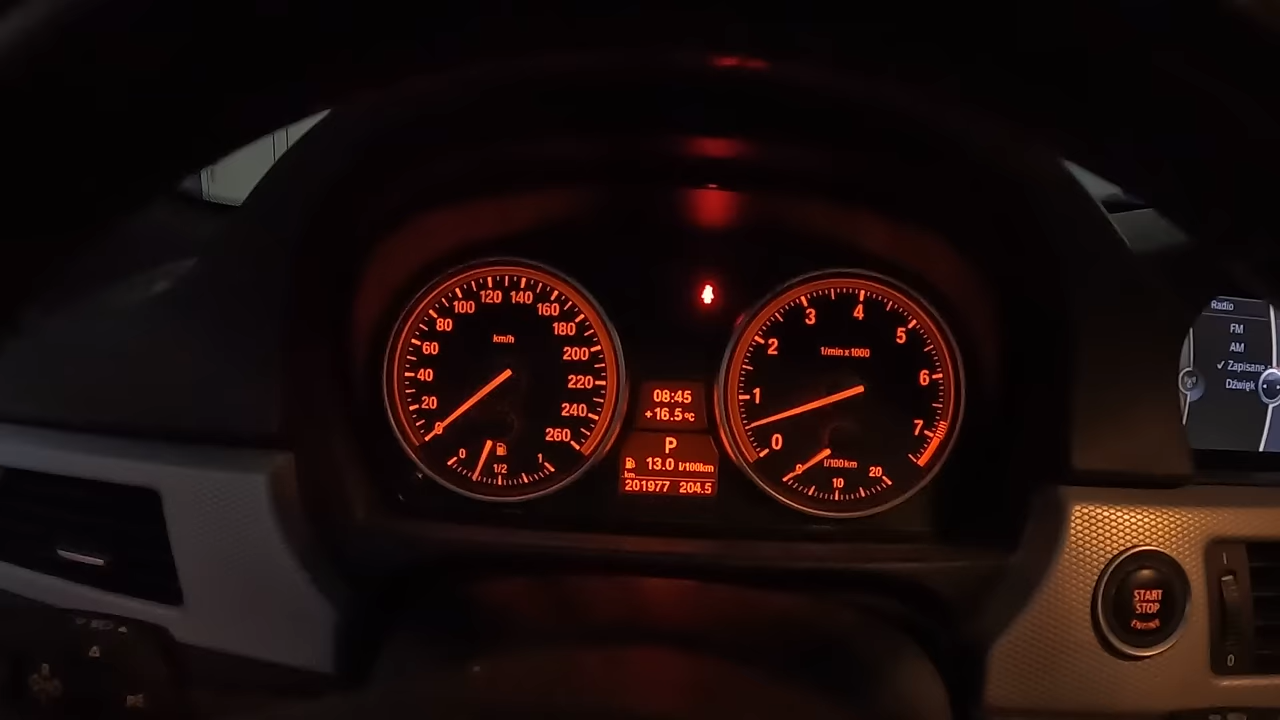 20
40
60
80
100
120
140
160
180
200
220
240
260
km/h
0
1/2
1
08:45
+16.5°C
P
13.0 l/100km
km
201977 204.5
0
1
2
3
4
5
6
7
1/min x 1000
l/100km
10
20
Radio
FM
AM
✓ Zapisane
Dźwięk
START
STOP
ENGINE
1
0